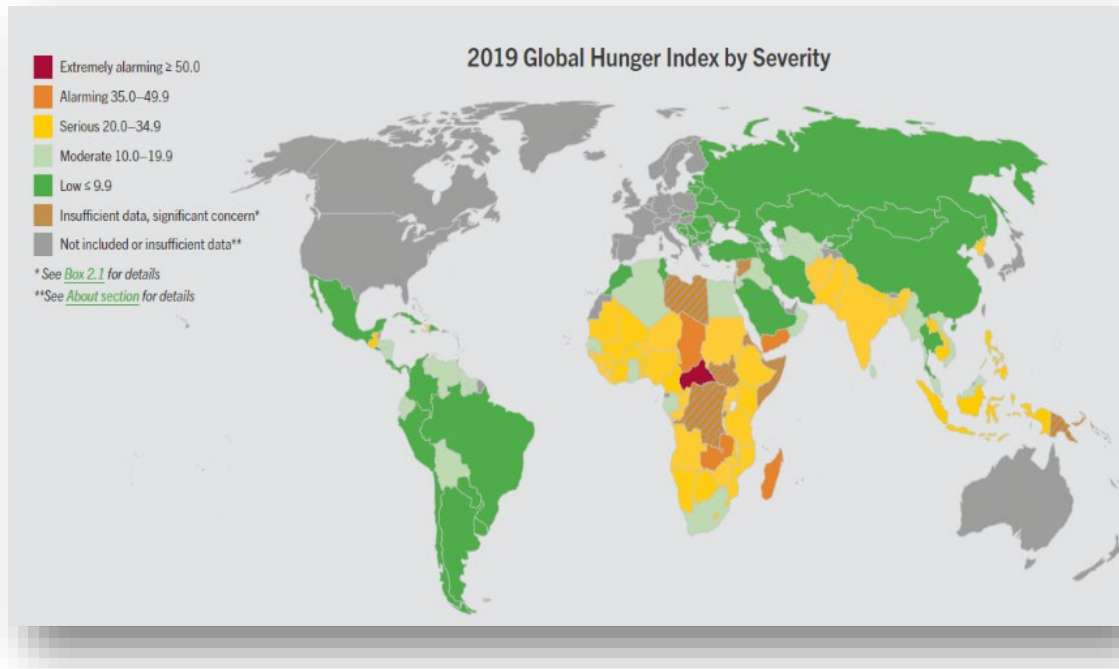 2019 Global Hunger Index by Severity
Extremely alarming ≥ 50.0
Alarming 35.0–49.9
Serious 20.0–34.9
Moderate 10.0–19.9
Low ≤ 9.9
Insufficient data, significant concern*
Not included or insufficient data**
* See Box 2.1 for details
**See About section for details